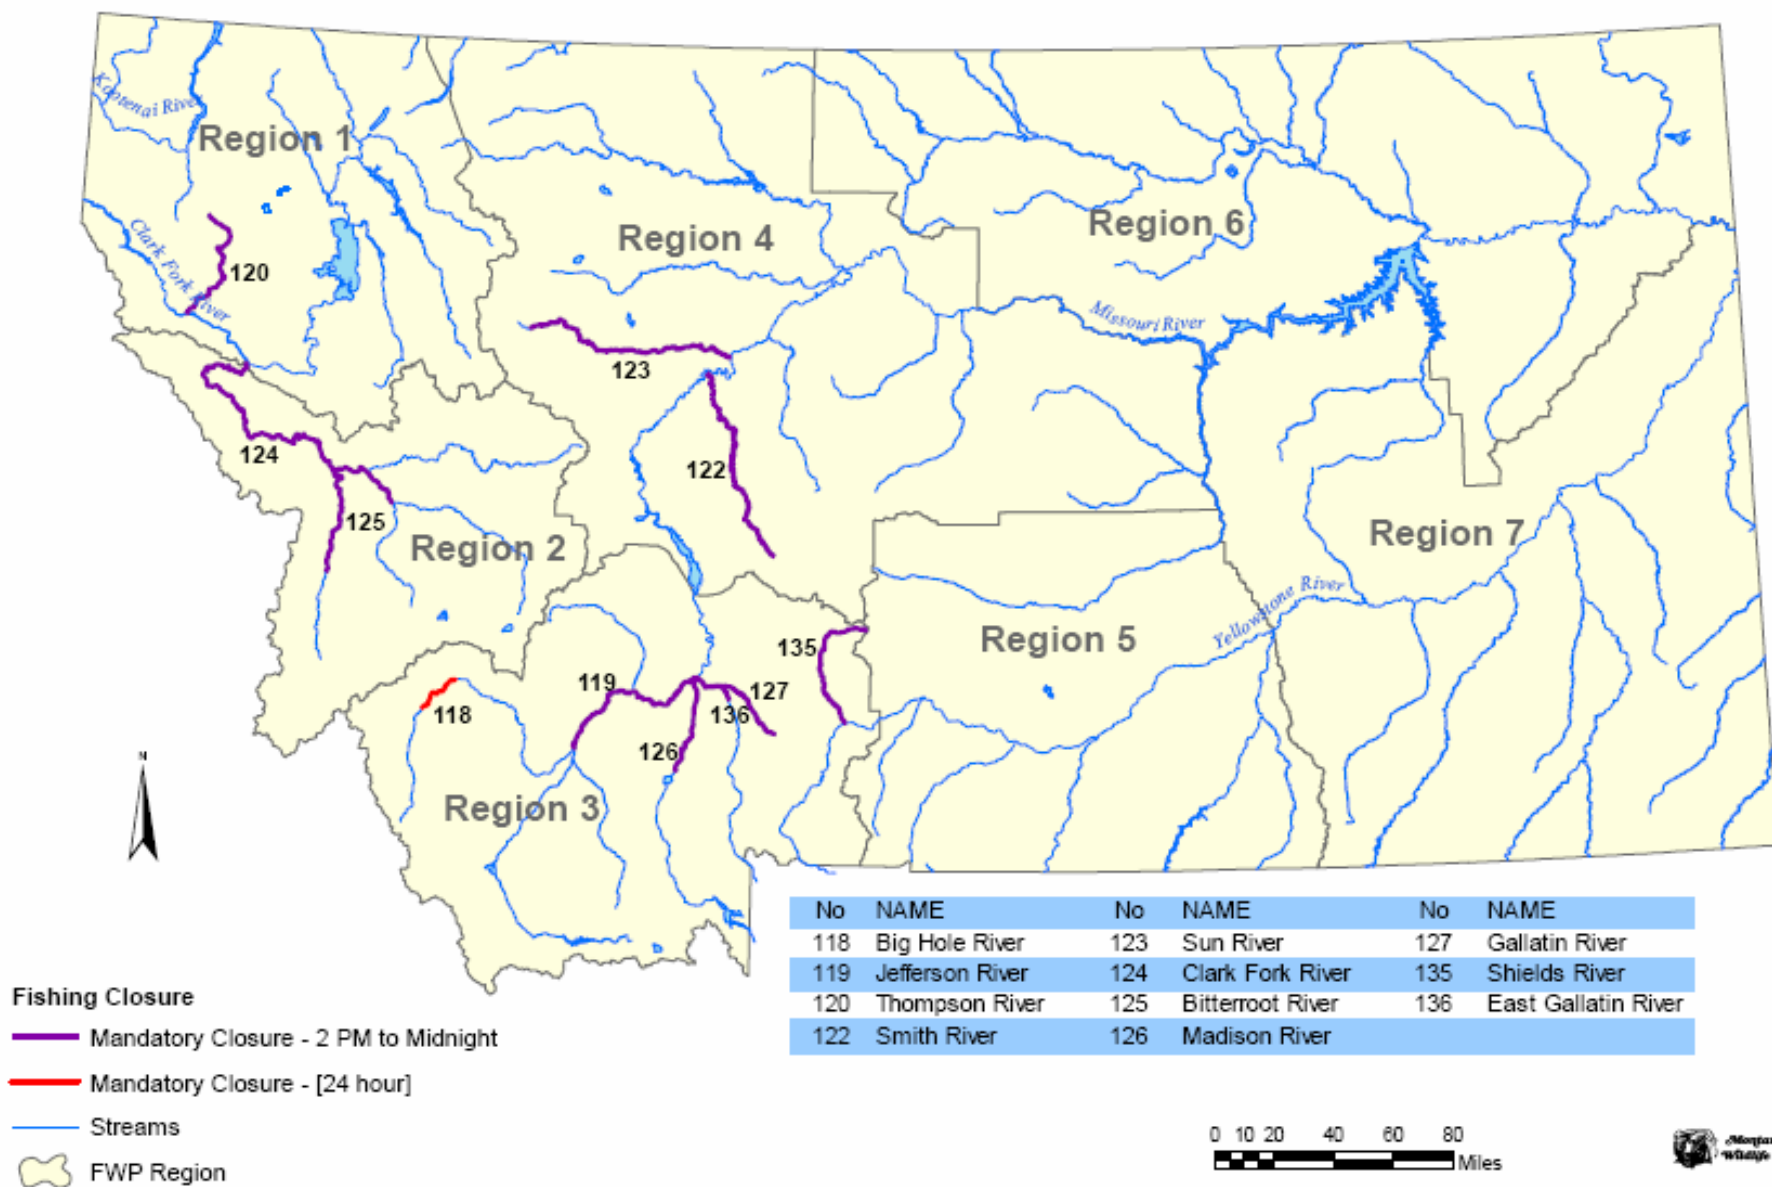 Kootenai River
Region 1
Clark Fork River
120
Region 4
Region 6
Missouri River
123
124
122
125
Region 2
Region 7
Yellowstone River
Region 5
135
119
127
118
136
126
Region 3
N
No NAME No NAME No NAME
118 Big Hole River 123 Sun River 127 Gallatin River
119 Jefferson River 124 Clark Fork River 135 Shields River
120 Thompson River 125 Bitterroot River 136 East Gallatin River
122 Smith River 126 Madison River
Fishing Closure
Mandatory Closure - 2 PM to Midnight
Mandatory Closure - [24 hour]
Streams
FWP Region
0 10 20 40 60 80
Miles